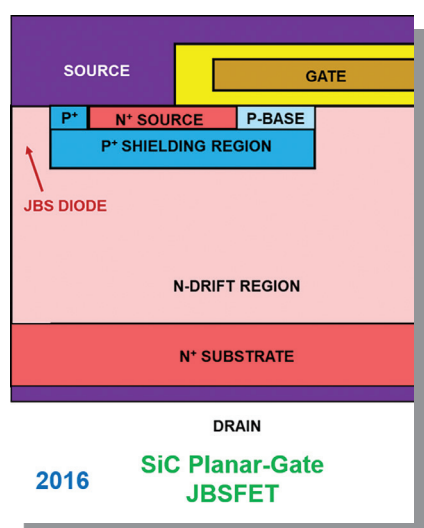 SOURCE
GATE
P+ N+ SOURCE P-BASE
P+ SHIELDING REGION
JBS DIODE
N-DRIFT REGION
N+ SUBSTRATE
DRAIN
2016
SiC Planar-Gate
JBSFET